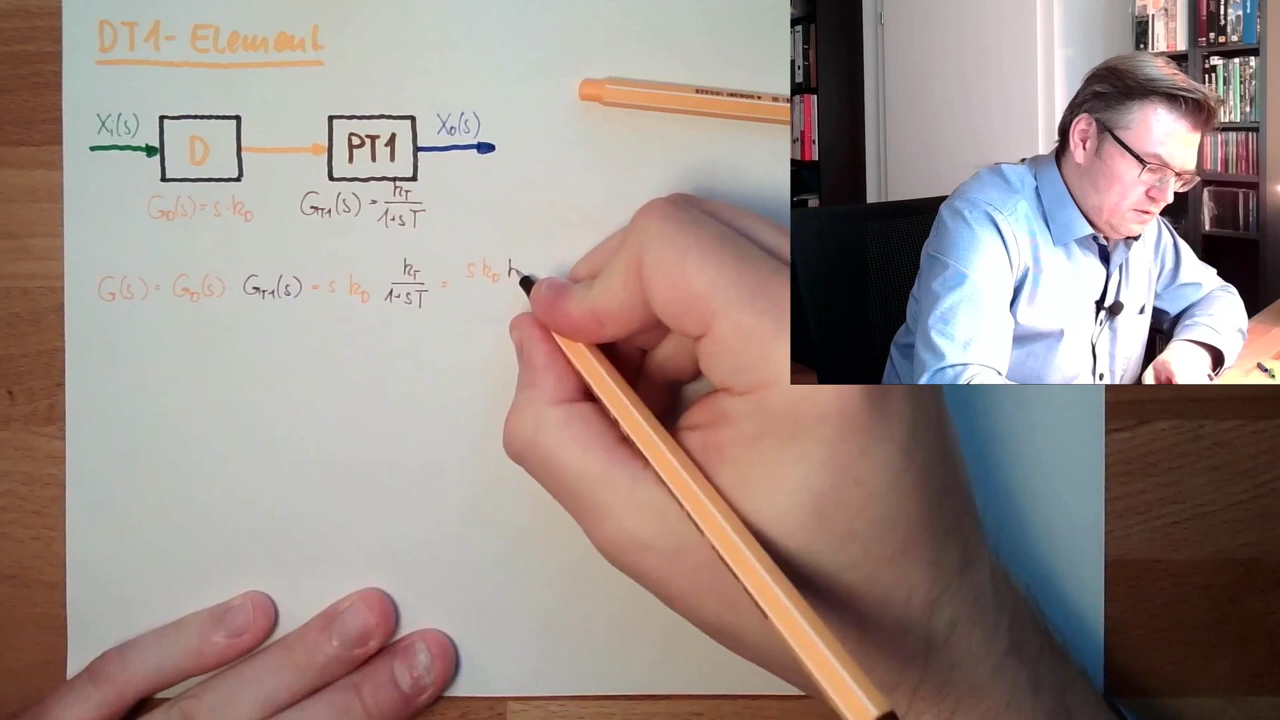 DT1-Element
Xi(s) D PT1 Xo(s)
GD(s) = s·kD GT1(s) = kT/1+sT
G(s) = GD(s) · GT1(s) = s kD kT/1+sT = s kD k